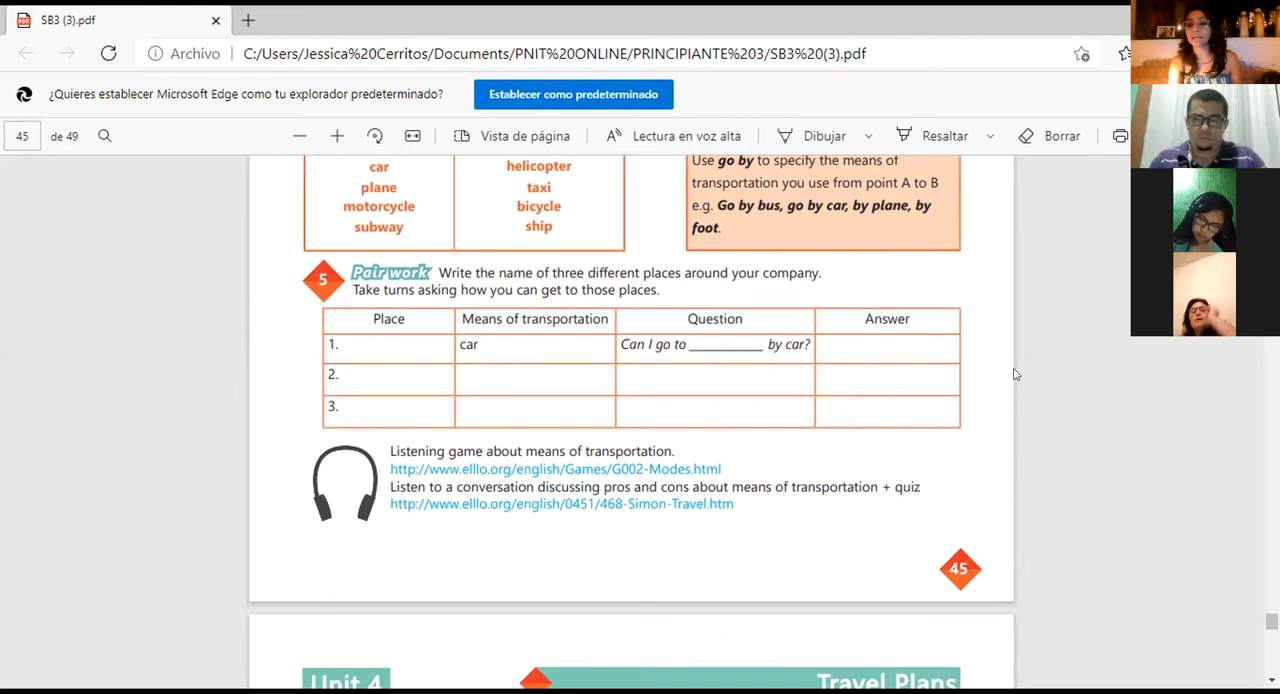 SB3 (3).pdf
Archivo C:/Users/Jessica%20Cerritos/Documents/PNIT%20ONLINE/PRINCIPIANTE%203/SB3%20(3).pdf
¿Quieres establecer Microsoft Edge como tu explorador predeterminado? Establecer como predeterminado
45 de 49 Vista de página Lectura en voz alta Dibujar Resaltar Borrar
car
plane
motorcycle
subway
helicopter
taxi
bicycle
ship
Use go by to specify the means of
transportation you use from point A to B
e.g. Go by bus, go by car, by plane, by
foot.
5 Pair work Write the name of three different places around your company.
Take turns asking how you can get to those places.
Place Means of transportation Question Answer
1. car Can I go to __________ by car?
2.
3.
Listening game about means of transportation.
http://www.elllo.org/english/Games/G002-Modes.html
Listen to a conversation discussing pros and cons about means of transportation + quiz
http://www.elllo.org/english/0451/468-Simon-Travel.htm
45
Unit 4 Travel Plans